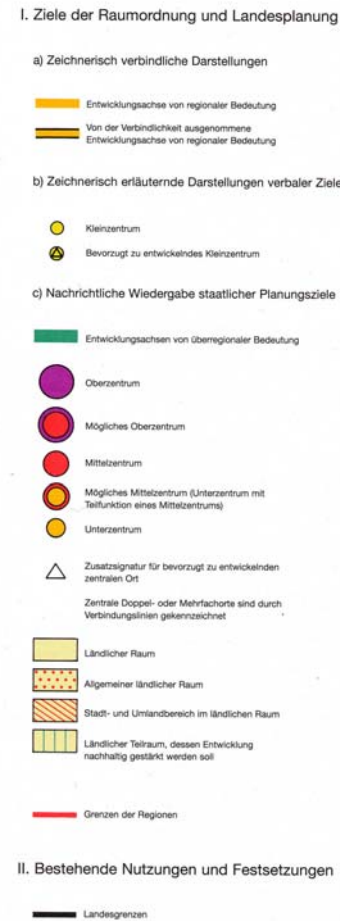 I. Ziele der Raumordnung und Landesplanung
a) Zeichnerisch verbindliche Darstellungen
Entwicklungsachse von regionaler Bedeutung
Von der Verbindlichkeit ausgenommene
Entwicklungsachse von regionaler Bedeutung
b) Zeichnerisch erläuternde Darstellungen verbaler Ziele
Kleinzentrum
Bevorzugt zu entwickelndes Kleinzentrum
c) Nachrichtliche Wiedergabe staatlicher Planungsziele
Entwicklungsachsen von überregionaler Bedeutung
Oberzentrum
Mögliches Oberzentrum
Mittelzentrum
Mögliches Mittelzentrum (Unterzentrum mit
Teilfunktion eines Mittelzentrums)
Unterzentrum
Zusatzsignatur für bevorzugt zu entwickelnden
zentralen Ort
Zentrale Doppel- oder Mehrfachorte sind durch
Verbindungslinien gekennzeichnet
Ländlicher Raum
Allgemeiner ländlicher Raum
Stadt- und Umlandbereich im ländlichen Raum
Ländlicher Teilraum, dessen Entwicklung
nachhaltig gestärkt werden soll
Grenzen der Regionen
II. Bestehende Nutzungen und Festsetzungen
Landesgrenzen